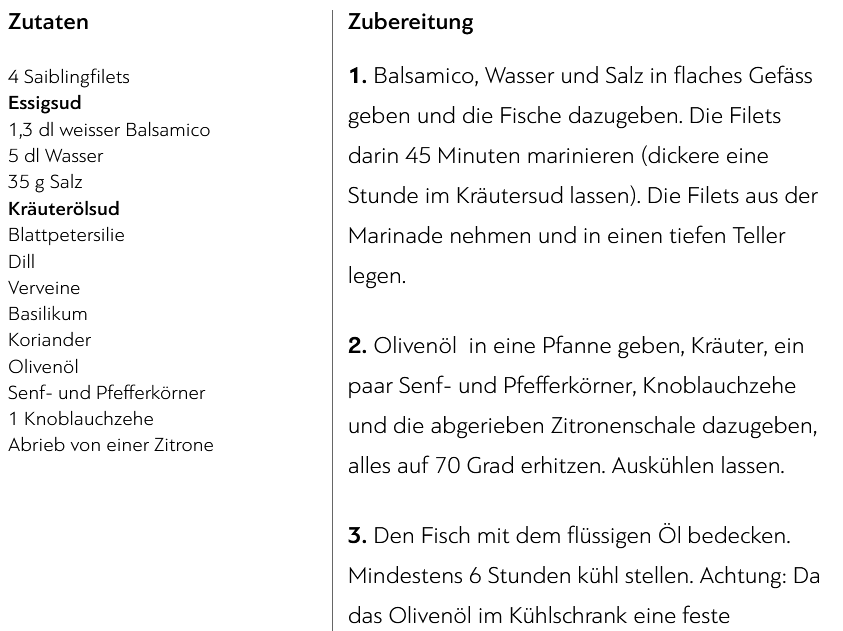 Zutaten
4 Saiblingfilets
Essigsud
1,3 dl weisser Balsamico
5 dl Wasser
35 g Salz
Kräuterölsud
Blattpetersilie
Dill
Verveine
Basilikum
Koriander
Olivenöl
Senf- und Pfefferkörner
1 Knoblauchzehe
Abrieb von einer Zitrone
Zubereitung
1. Balsamico, Wasser und Salz in flaches Gefäss
geben und die Fische dazugeben. Die Filets
darin 45 Minuten marinieren (dickere eine
Stunde im Kräutersud lassen). Die Filets aus der
Marinade nehmen und in einen tiefen Teller
legen.
2. Olivenöl  in eine Pfanne geben, Kräuter, ein
paar Senf- und Pfefferkörner, Knoblauchzehe
und die abgerieben Zitronenschale dazugeben,
alles auf 70 Grad erhitzen. Auskühlen lassen.
3. Den Fisch mit dem flüssigen Öl bedecken.
Mindestens 6 Stunden kühl stellen. Achtung: Da
das Olivenöl im Kühlschrank eine feste